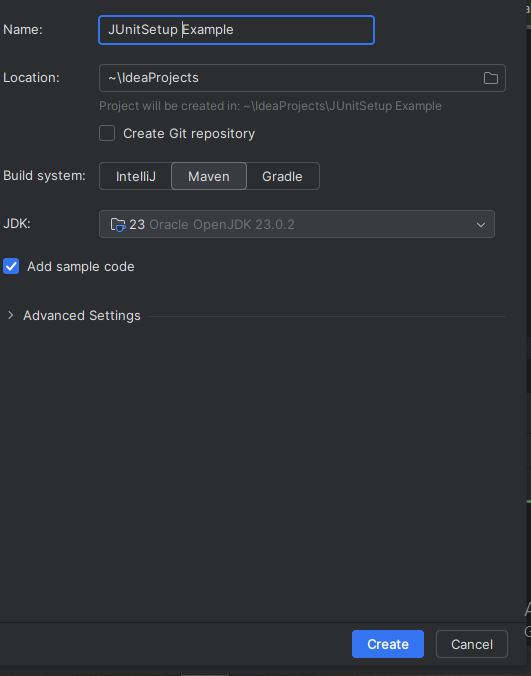 Name: JUnitSetup Example
Location: ~\IdeaProjects
Project will be created in: ~\IdeaProjects\JUnitSetup Example
Create Git repository
Build system: IntelliJ Maven Gradle
JDK: 23 Oracle OpenJDK 23.0.2
Add sample code
Advanced Settings
Create Cancel